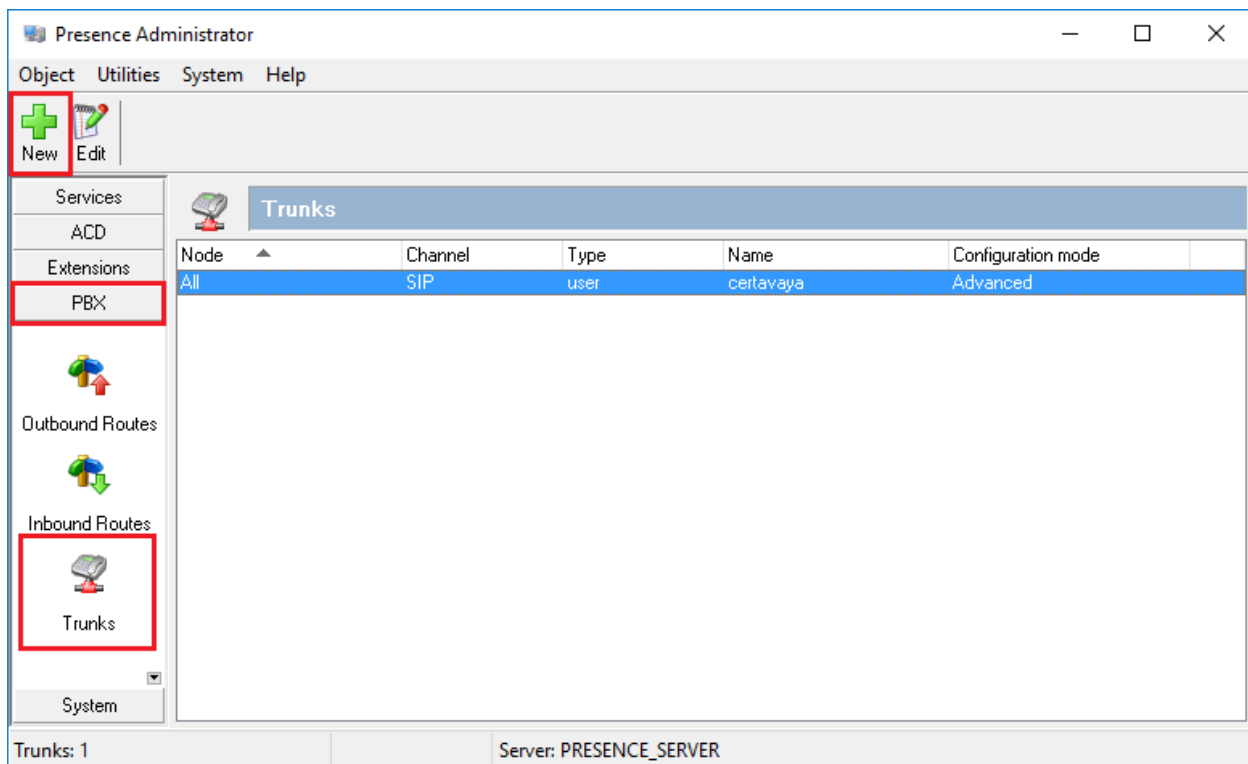 Presence Administrator
Object Utilities System Help
New Edit
Services
ACD
Extensions
PBX
Outbound Routes
Inbound Routes
Trunks
System
Trunks
Node Channel Type Name Configuration mode
All SIP user certavaya Advanced
Trunks: 1 Server: PRESENCE_SERVER